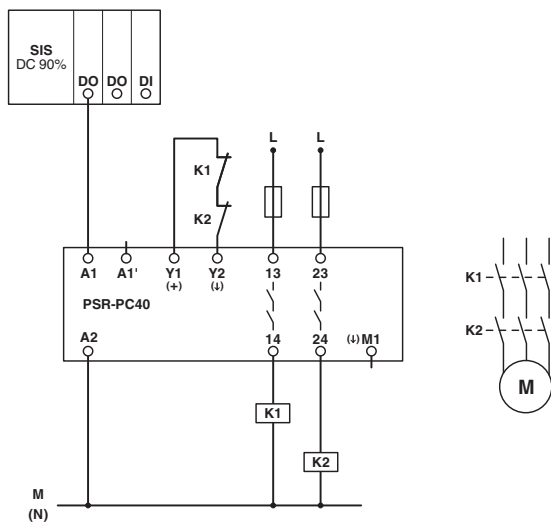 SIS
DC 90%
DO DO DI
L L
K1
K2
A1 A1' Y1 Y2 13 23
(+) (↓)
PSR-PC40
A2 14 24 (↓) M1
K1
K2
M
(N)
K1
K2
M